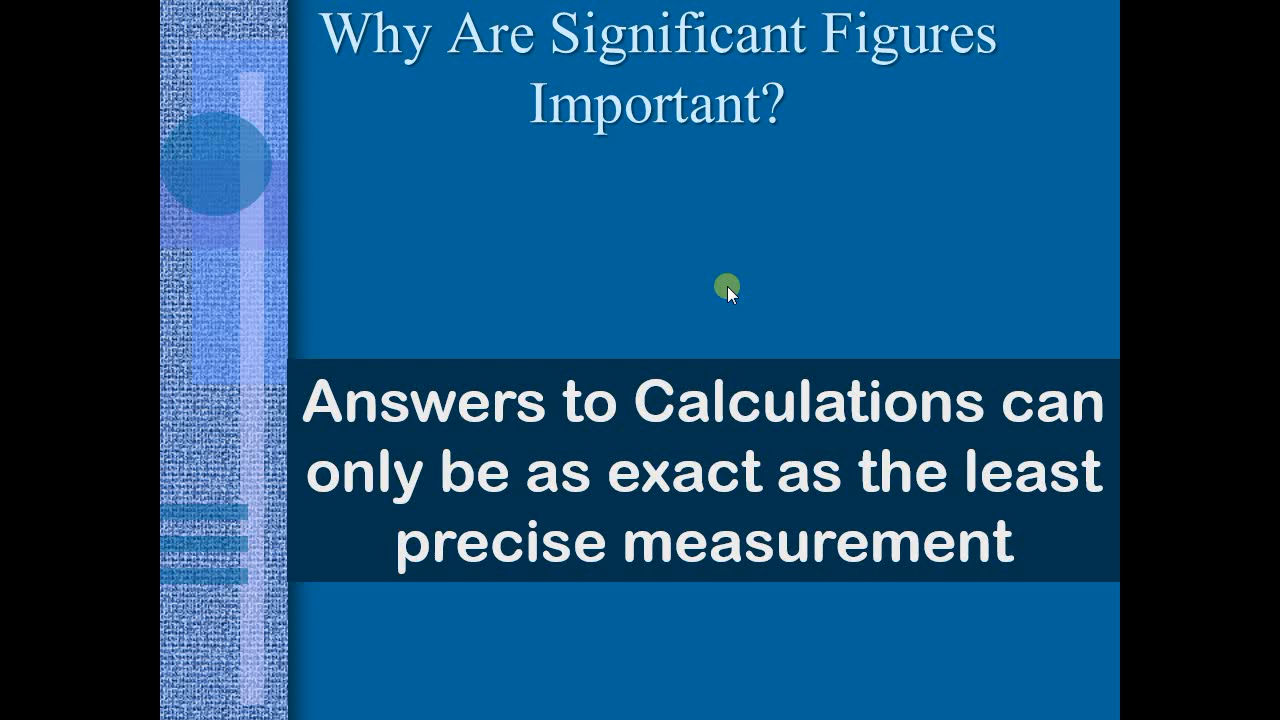 Why Are Significant Figures
Important?
Answers to Calculations can
only be as exact as the least
precise measurement